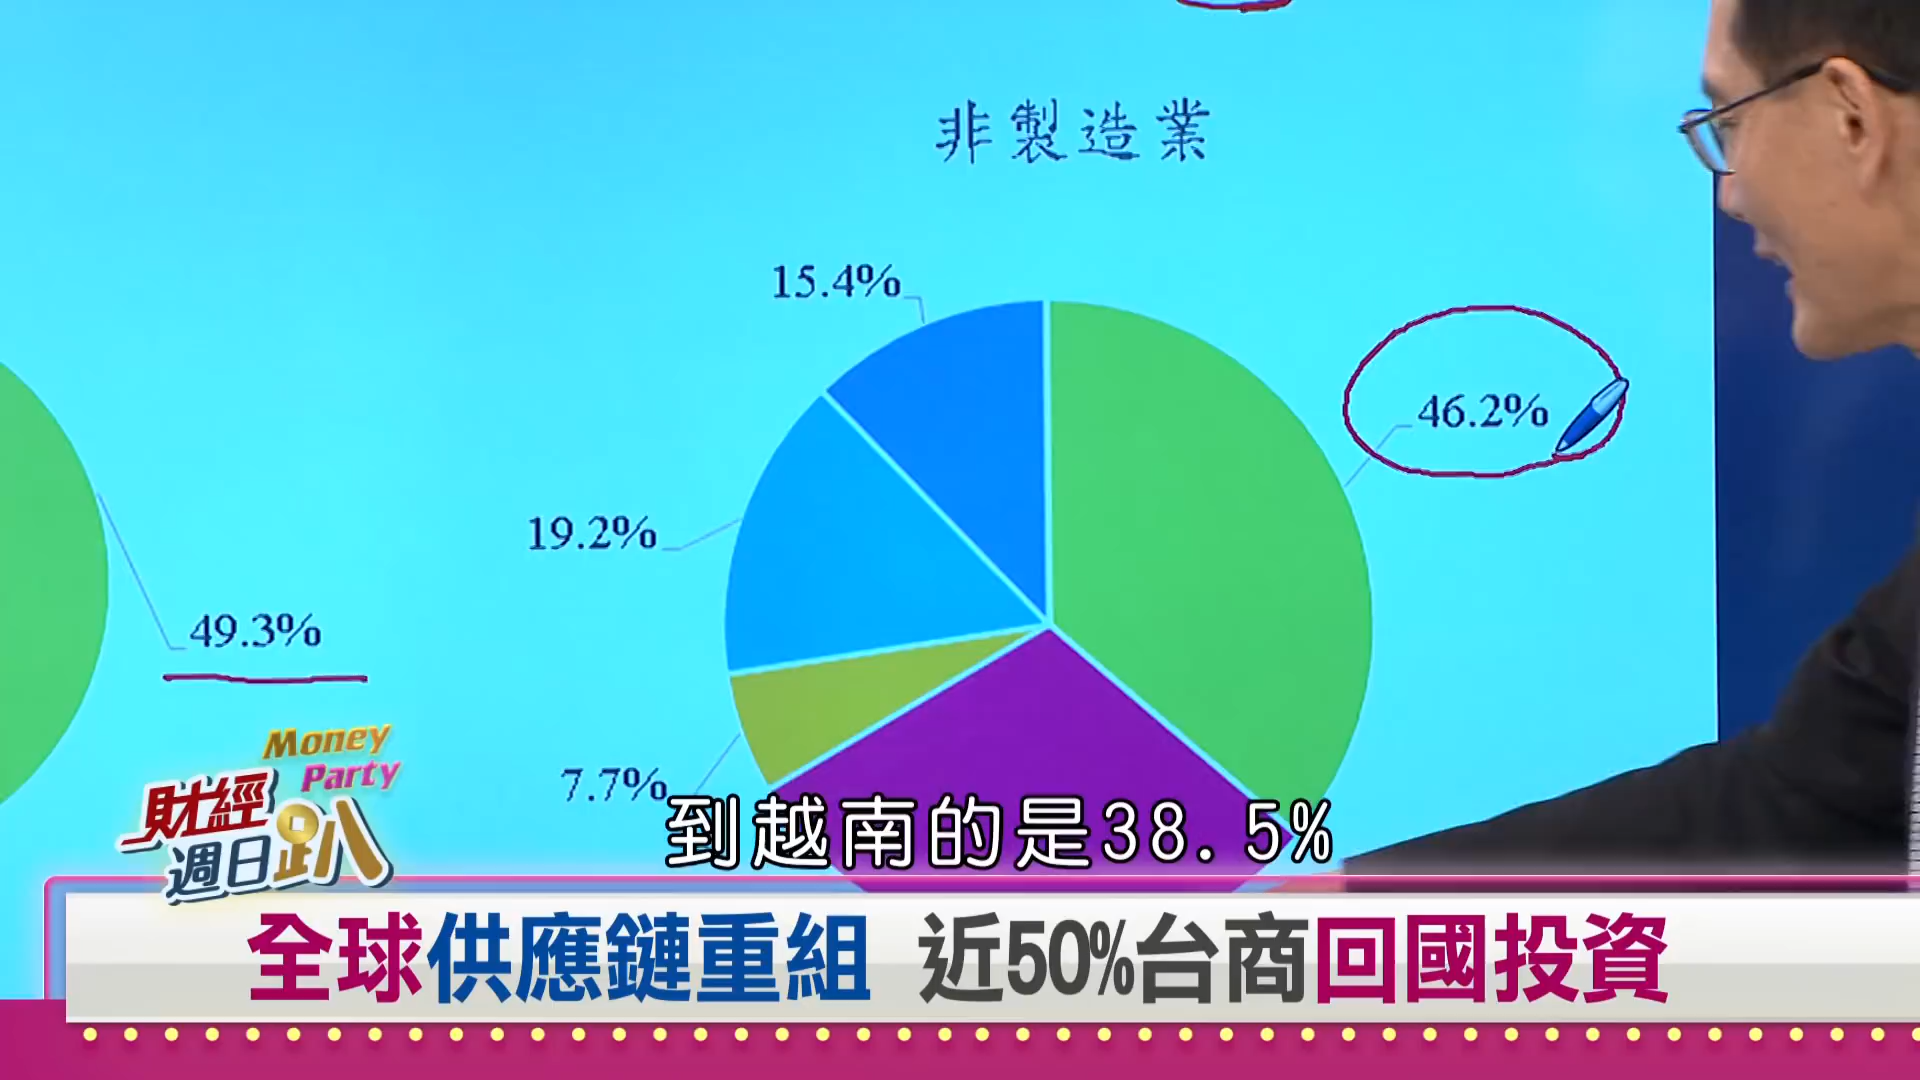 非製造業
15.4%
46.2%
19.2%
49.3%
7.7%
Money
Party
財經
週日趴
到越南的是38.5%
全球供應鏈重組 近50%台商回國投資